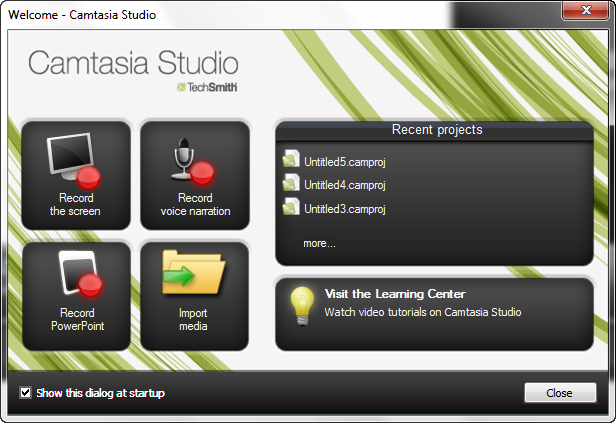 Welcome - Camtasia Studio
Camtasia Studio
TechSmith
Record
the screen
Record
voice narration
Record
PowerPoint
Import
media
Recent projects
Untitled5.camproj
Untitled4.camproj
Untitled3.camproj
more...
Visit the Learning Center
Watch video tutorials on Camtasia Studio
Show this dialog at startup
Close